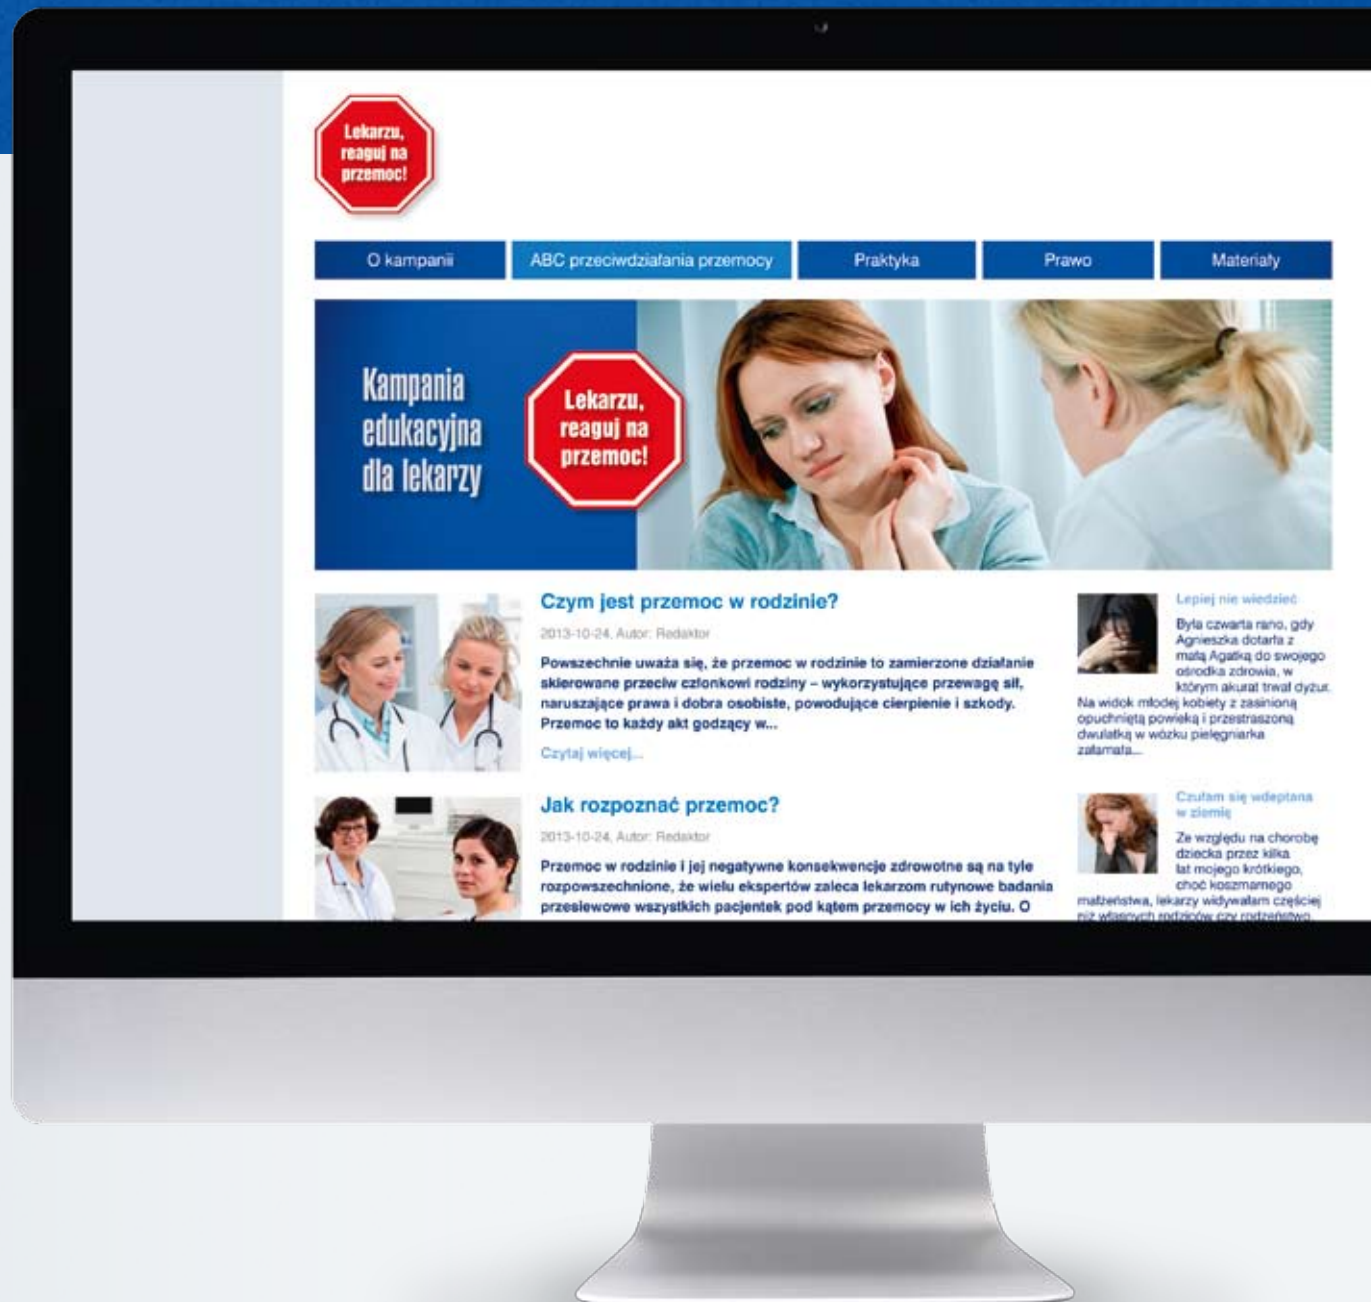 Lekarzu,
reaguj na
przemoc!
O kampanii
ABC przeciwdziałania przemocy
Praktyka
Prawo
Materiały
Kampania
edukacyjna
dla lekarzy
Lekarzu,
reaguj na
przemoc!
Czym jest przemoc w rodzinie?
2013-10-24, Autor: Redaktor
Powszechnie uważa się, że przemoc w rodzinie to zamierzone działanie
skierowane przeciw członkowi rodziny – wykorzystujące przewagę sił,
naruszające prawa i dobra osobiste, powodujące cierpienie i szkody.
Przemoc to każdy akt godzący w...
Czytaj więcej...
Jak rozpoznać przemoc?
2013-10-24, Autor: Redaktor
Przemoc w rodzinie i jej negatywne konsekwencje zdrowotne są na tyle
rozpowszechnione, że wielu ekspertów zaleca lekarzom rutynowe badania
przesiewowe wszystkich pacjentek pod kątem przemocy w ich życiu. O
Lepiej nie wiedzieć
Była czwarta rano, gdy
Agnieszka dotarła z
małą Agatką do swojego
ośrodka zdrowia, w
którym akurat trwał dyżur.
Na widok młodej kobiety z zasinioną
opuchniętą powieką i przestraszoną
dwulatką w wózku pielęgniarka
załamała...
Czułam się wdeptana
w ziemię
Ze względu na chorobę
dziecka przez kilka
lat mojego krótkiego,
choć koszmarnego
małżeństwa, lekarzy widywałam częściej
niż własnych rodziców czy rodzeństwo.